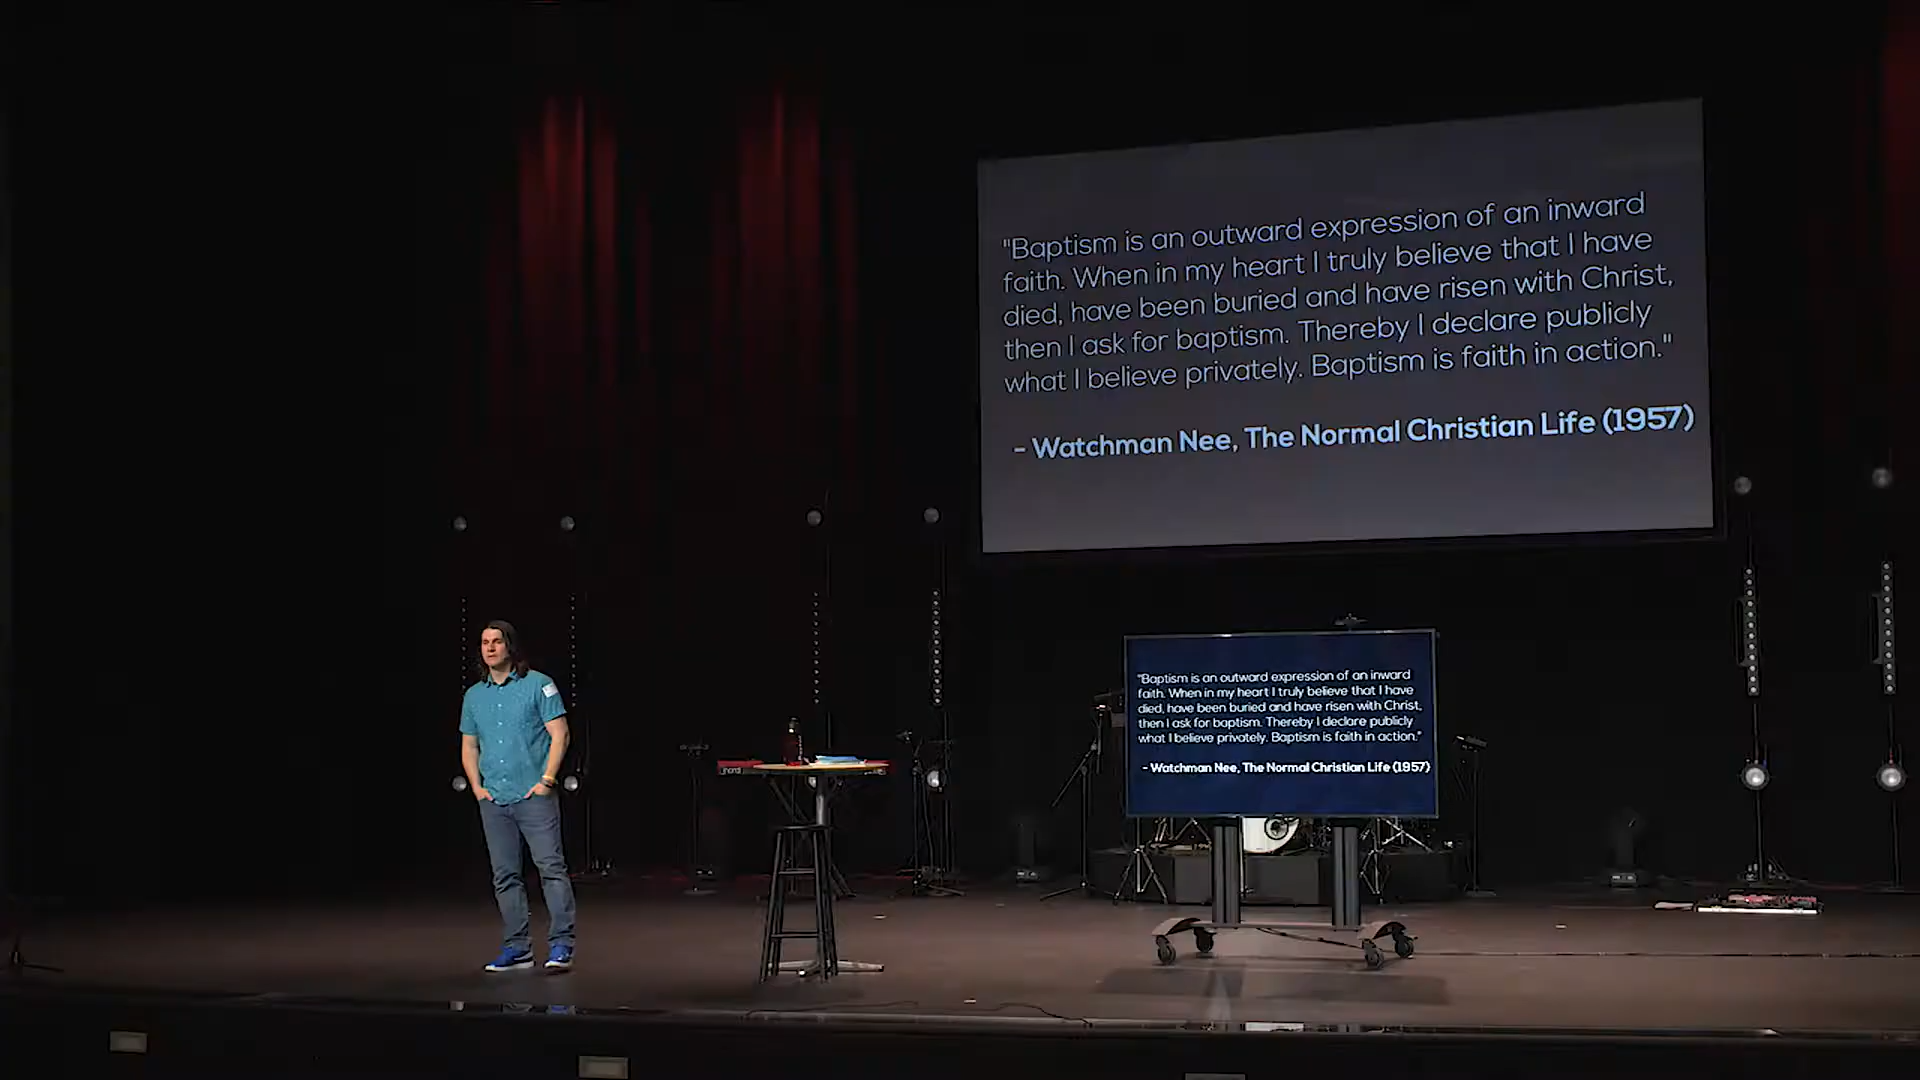 "Baptism is an outward expression of an inward
faith. When in my heart I truly believe that I have
died, have been buried and have risen with Christ,
then I ask for baptism. Thereby I declare publicly
what I believe privately. Baptism is faith in action."
- Watchman Nee, The Normal Christian Life (1957)
"Baptism is an outward expression of an inward
faith. When in my heart I truly believe that I have
died, have been buried and have risen with Christ,
then I ask for baptism. Thereby I declare publicly
what I believe privately. Baptism is faith in action."
- Watchman Nee, The Normal Christian Life (1957)
nord